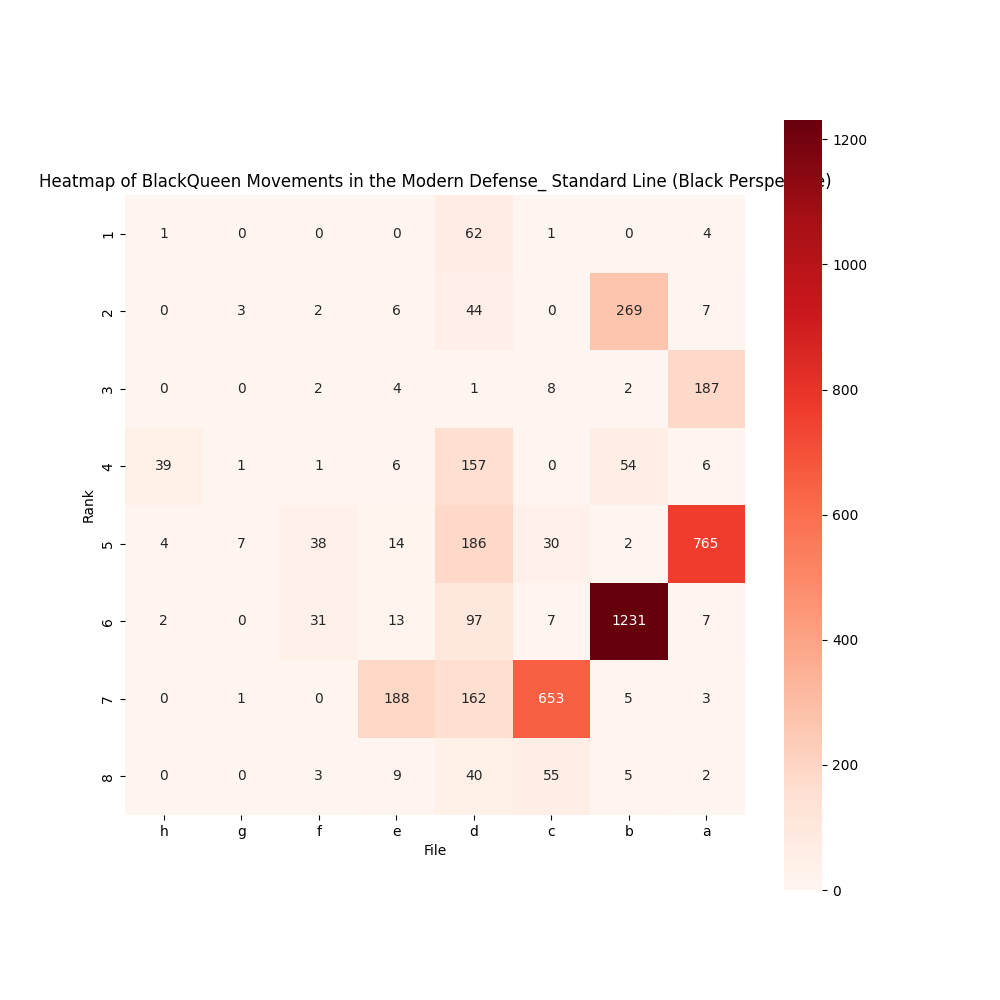 1200
Heatmap of BlackQueen Movements in the Modern Defense_ Standard Line (Black Perspe e)
1 1 0 0 0 62 1 0 4
1000
2 0 3 2 6 44 0 269 7
3 0 0 2 4 1 8 2 187
800
4 39 1 1 6 157 0 54 6
Rank
600
5 4 7 38 14 186 30 2 765
6 2 0 31 13 97 7 1231 7
400
7 0 1 0 188 162 653 5 3
200
8 0 0 3 9 40 55 5 2
h g f e d c b a
File
0